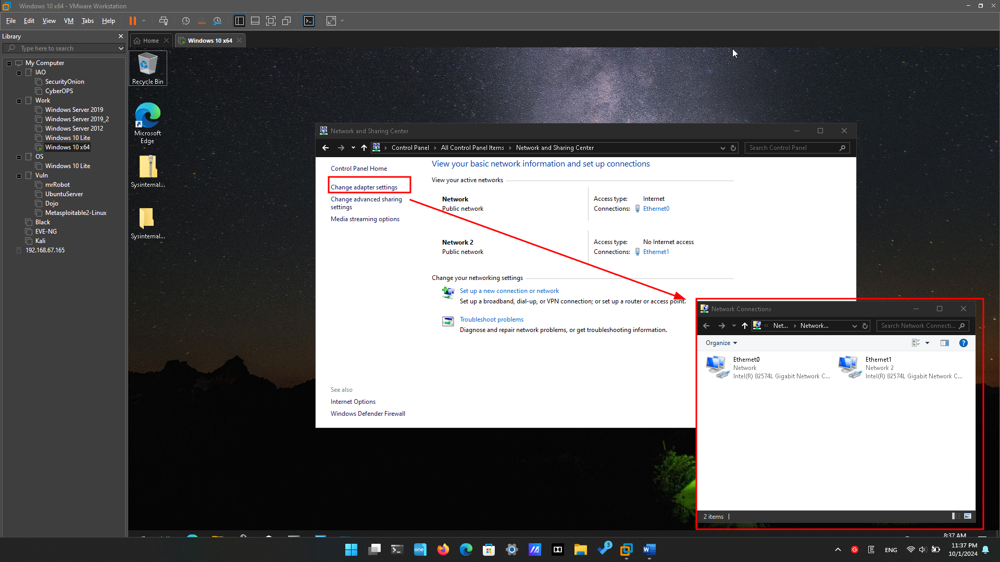 Windows 10 x64 - VMware Workstation
File Edit View VM Tabs Help
Library
Type here to search
My Computer
IAO
SecurityOnion
CyberOPS
Work
Windows Server 2019
Windows Server 2019_2
Windows Server 2012
Windows 10 Lite
Windows 10 x64
OS
Windows 10 Lite
Vuln
mrRobot
UbuntuServer
Dojo
Metasploitable2-Linux
Black
EVE-NG
Kali
192.168.67.165
Home
Windows 10 x64
Recycle Bin
Microsoft
Edge
Sysinternal...
Sysinternal...
Network and Sharing Center
Control Panel > All Control Panel Items > Network and Sharing Center
Search Control Panel
Control Panel Home
Change adapter settings
Change advanced sharing
settings
Media streaming options
See also
Internet Options
Windows Defender Firewall
View your basic network information and set up connections
View your active networks
Network
Public network
Access type: Internet
Connections: Ethernet0
Network 2
Public network
Access type: No Internet access
Connections: Ethernet1
Change your networking settings
Set up a new connection or network
Set up a broadband, dial-up, or VPN connection; or set up a router or access point.
Troubleshoot problems
Diagnose and repair network problems, or get troubleshooting information.
Network Connections
« Net... > Network...
Search Network Connecti...
Organize
Ethernet0
Network
Intel(R) 82574L Gigabit Network C...
Ethernet1
Network 2
Intel(R) 82574L Gigabit Network C...
2 items
8:37 AM
one
3
W
G
E
ENG
11:37 PM
10/1/2024